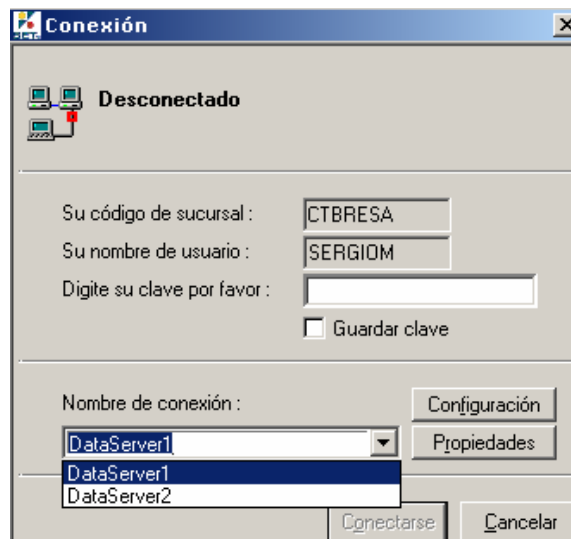 Conexión
Desconectado
Su código de sucursal : CTBRESA
Su nombre de usuario : SERGIOM
Digite su clave por favor :
Guardar clave
Nombre de conexión : Configuración
DataServer1 Propiedades
DataServer1
DataServer2
Conectarse Cancelar